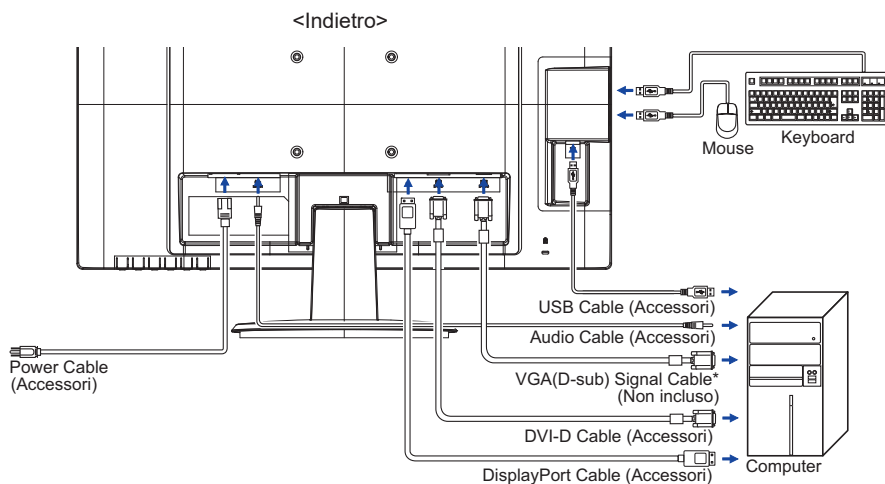 <Indietro>
Mouse
Keyboard
USB Cable (Accessori)
Audio Cable (Accessori)
Power Cable
(Accessori)
VGA(D-sub) Signal Cable*
(Non incluso)
DVI-D Cable (Accessori)
DisplayPort Cable (Accessori)
Computer